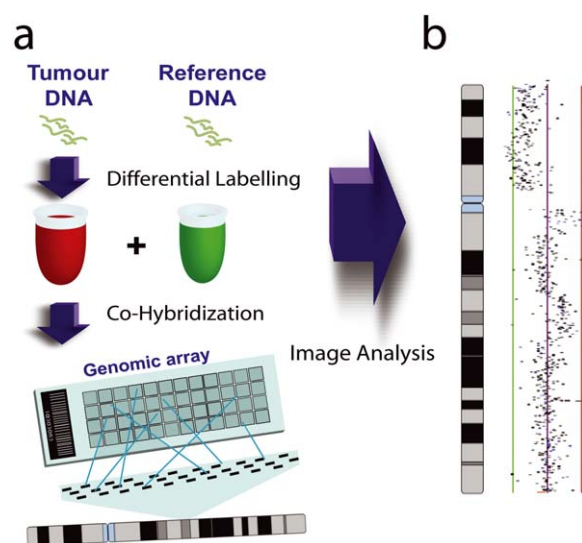 a
b
Tumour
DNA
Reference
DNA
Differential Labelling
+
Co-Hybridization
Genomic array
Image Analysis